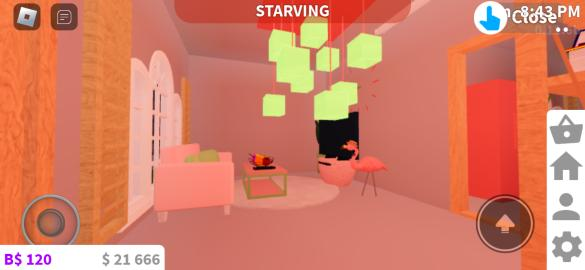 STARVING
8:43 PM
Close
B$ 120
$ 21 666